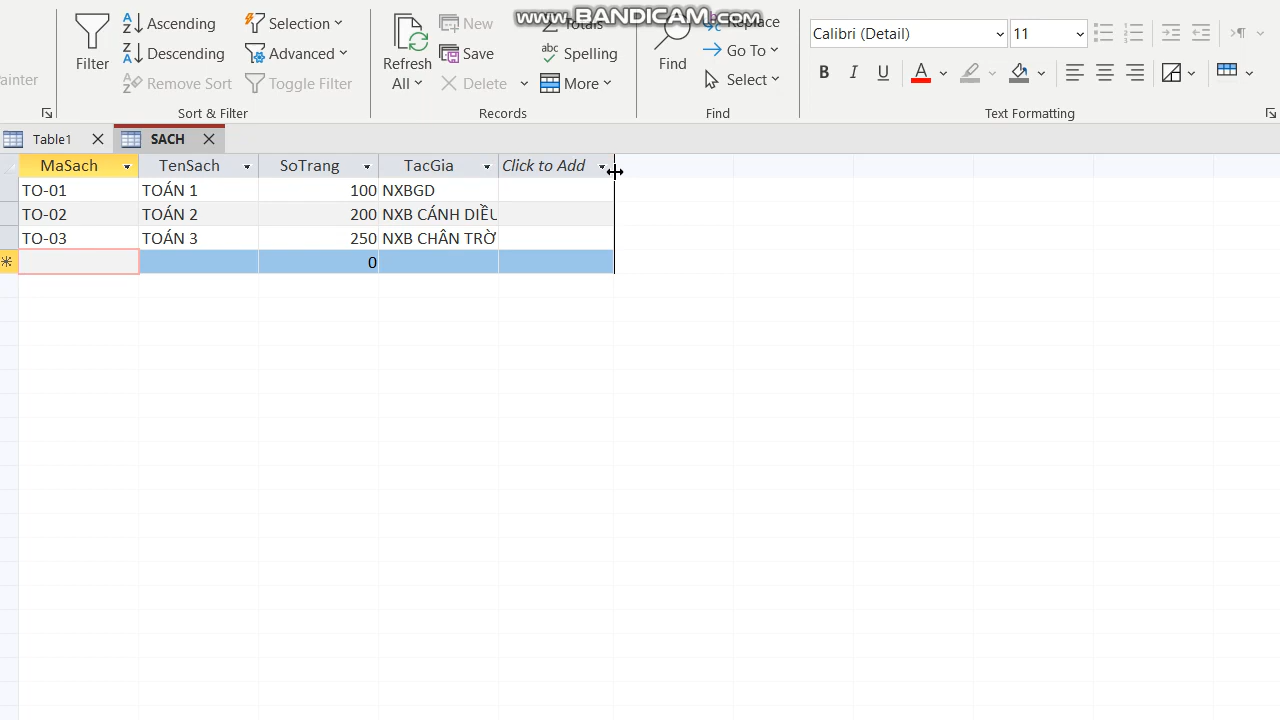 www.BANDICAM.com
Ascending
Descending
Remove Sort
Filter
Selection
Advanced
Toggle Filter
Sort & Filter
Refresh
All
New
Save
Delete
Totals
Spelling
More
Records
Find
Replace
Go To
Select
Find
Calibri (Detail) 11
B I U A
Text Formatting
Table1 SACH
MaSach TenSach SoTrang TacGia Click to Add
TO-01 TOÁN 1 100 NXBGD
TO-02 TOÁN 2 200 NXB CÁNH DIỀU
TO-03 TOÁN 3 250 NXB CHÂN TRỜ
0